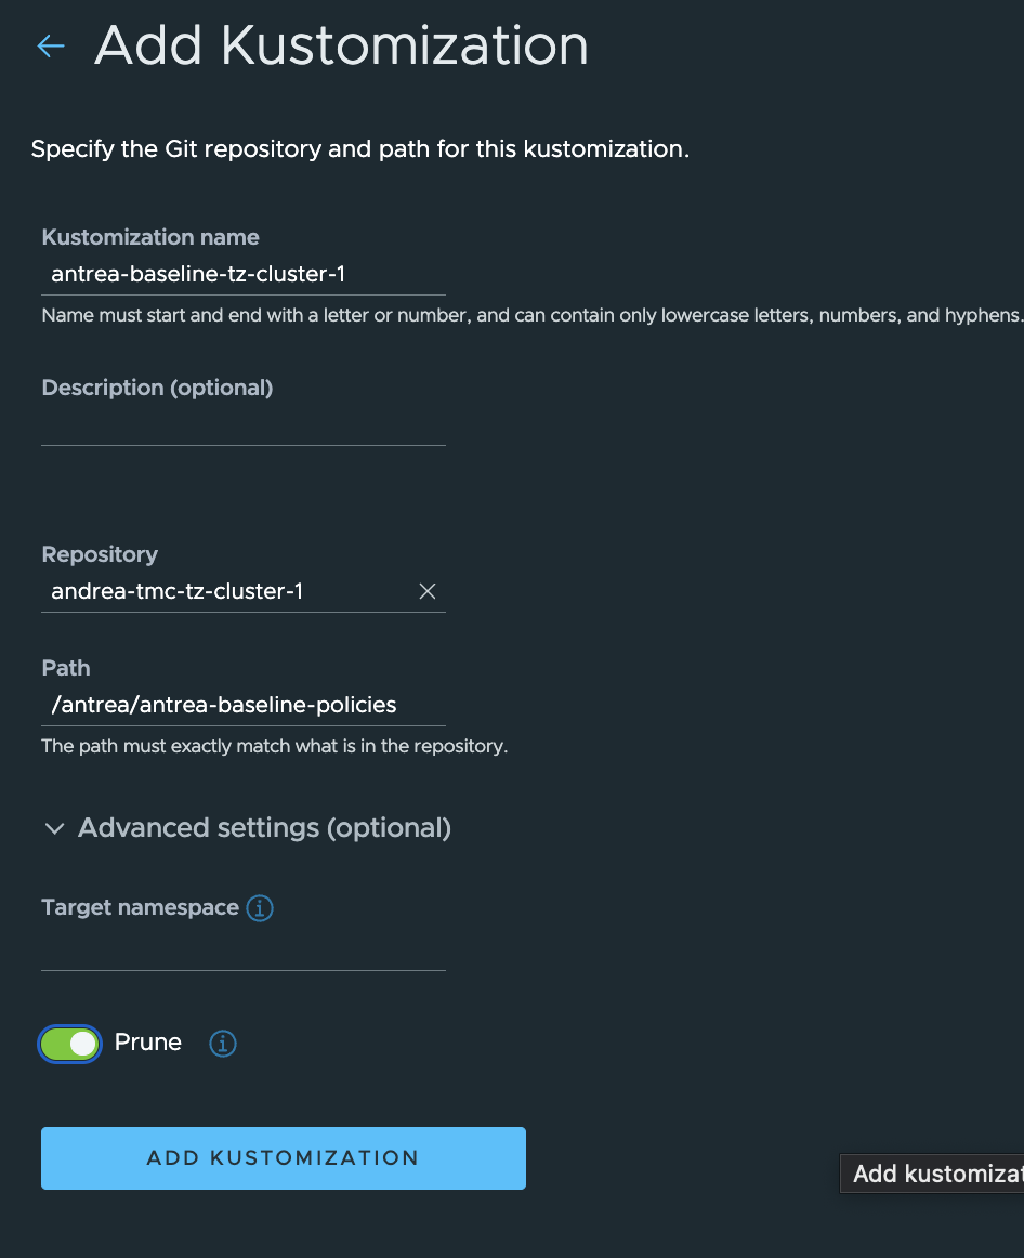 Add Kustomization
Specify the Git repository and path for this kustomization.
Kustomization name
antrea-baseline-tz-cluster-1
Name must start and end with a letter or number, and can contain only lowercase letters, numbers, and hyphens.
Description (optional)
Repository
andrea-tmc-tz-cluster-1
Path
/antrea/antrea-baseline-policies
The path must exactly match what is in the repository.
Advanced settings (optional)
Target namespace
Prune
ADD KUSTOMIZATION
Add kustomizat